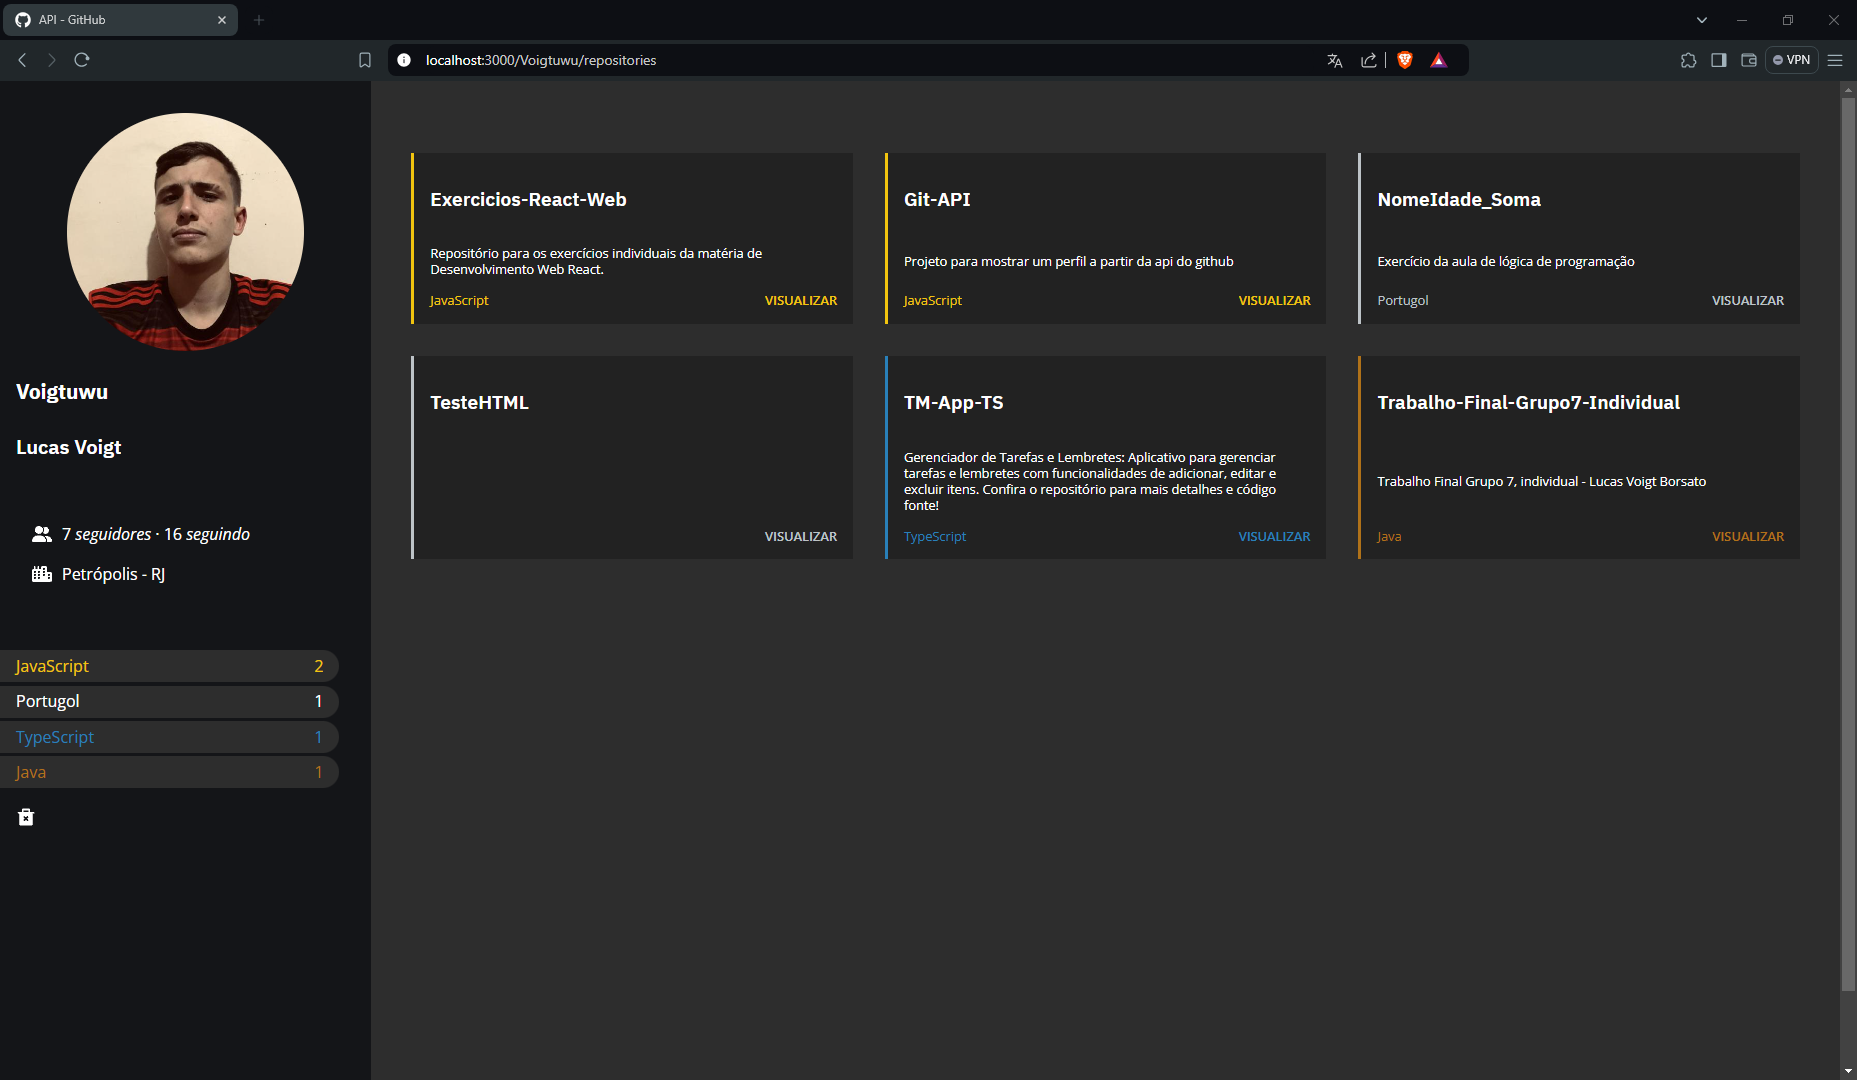 API - GitHub
localhost:3000/Voigtuwu/repositories
VPN
Voigtuwu
Lucas Voigt
7 seguidores · 16 seguindo
Petrópolis - RJ
JavaScript 2
Portugol 1
TypeScript 1
Java 1
Exercicios-React-Web
Repositório para os exercícios individuais da matéria de
Desenvolvimento Web React.
JavaScript VISUALIZAR
Git-API
Projeto para mostrar um perfil a partir da api do github
JavaScript VISUALIZAR
NomeIdade_Soma
Exercício da aula de lógica de programação
Portugol VISUALIZAR
TesteHTML
VISUALIZAR
TM-App-TS
Gerenciador de Tarefas e Lembretes: Aplicativo para gerenciar
tarefas e lembretes com funcionalidades de adicionar, editar e
excluir itens. Confira o repositório para mais detalhes e código
fonte!
TypeScript VISUALIZAR
Trabalho-Final-Grupo7-Individual
Trabalho Final Grupo 7, individual - Lucas Voigt Borsato
Java VISUALIZAR